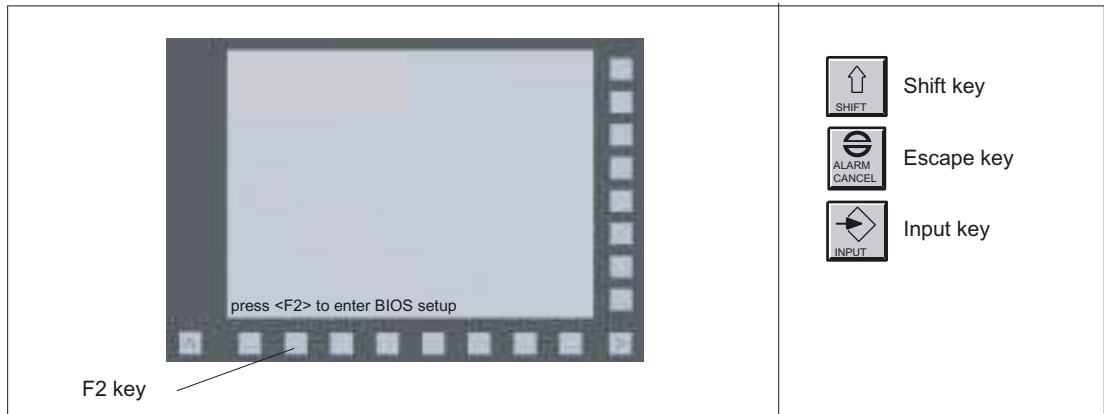 press <F2> to enter BIOS setup
F2 key
SHIFT
Shift key
ALARM
CANCEL
Escape key
INPUT
Input key